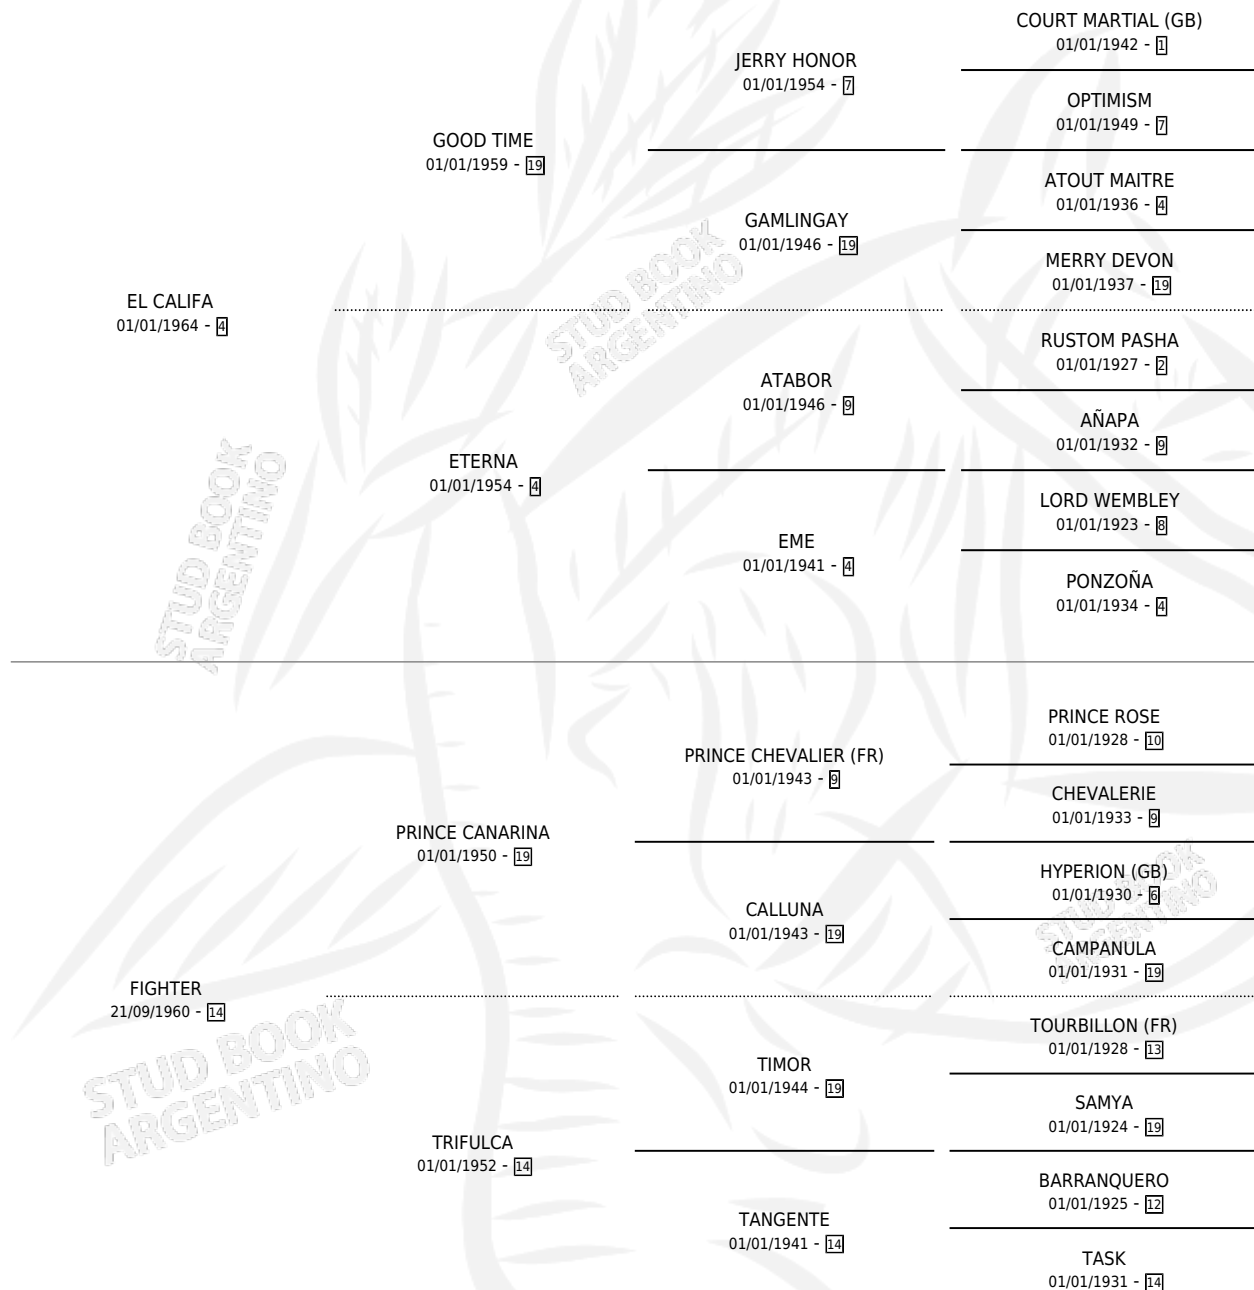 COURT MARTIAL (GB)
01/01/1942 - 1
JERRY HONOR
01/01/1954 - 7
OPTIMISM
01/01/1949 - 7
GOOD TIME
01/01/1959 - 19
ATOUT MAITRE
01/01/1936 - 4
GAMLINGAY
01/01/1946 - 19
MERRY DEVON
01/01/1937 - 19
EL CALIFA
01/01/1964 - 4
STUD BOOK
ARGENTINO
RUSTOM PASHA
01/01/1927 - 2
ATABOR
01/01/1946 - 9
AÑAPA
01/01/1932 - 9
ETERNA
01/01/1954 - 4
LORD WEMBLEY
01/01/1923 - 8
EME
01/01/1941 - 4
PONZOÑA
01/01/1934 - 4
STUD BOOK
ARGENTINO
PRINCE ROSE
01/01/1928 - 10
PRINCE CHEVALIER (FR)
01/01/1943 - 9
CHEVALERIE
01/01/1933 - 9
PRINCE CANARINA
01/01/1950 - 19
HYPERION (GB)
01/01/1930 - 6
CALLUNA
01/01/1943 - 19
STUD BOOK
ARGENTINO
CAMPANULA
01/01/1931 - 19
FIGHTER
21/09/1960 - 14
TOURBILLON (FR)
01/01/1928 - 13
TIMOR
01/01/1944 - 19
STUD BOOK
ARGENTINO
SAMYA
01/01/1924 - 19
TRIFULCA
01/01/1952 - 14
BARRANQUERO
01/01/1925 - 12
TANGENTE
01/01/1941 - 14
TASK
01/01/1931 - 14